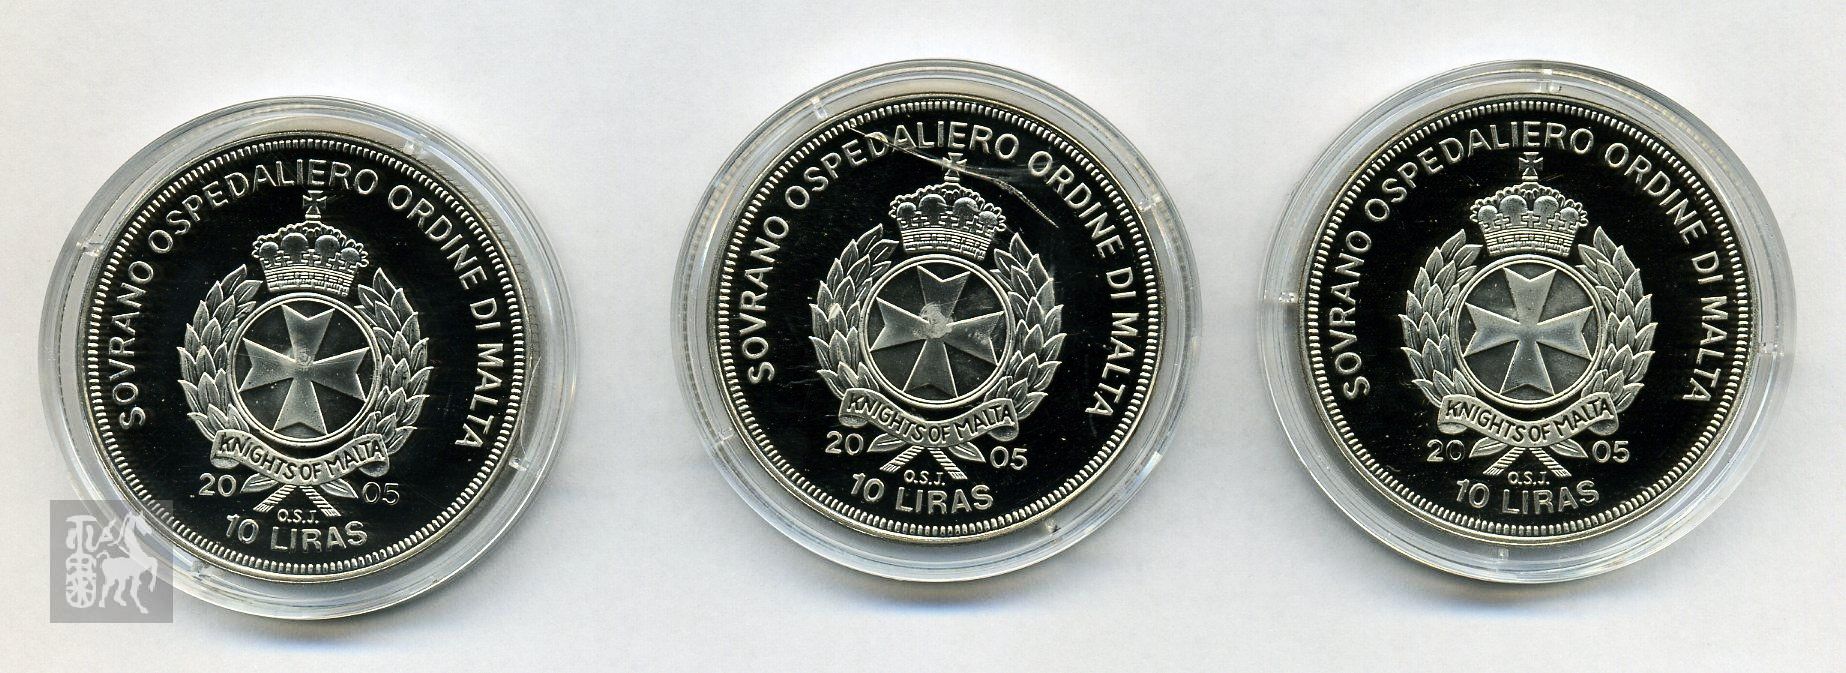 SOVRANO OSPEDALIERO ORDINE DI MALTA
KNIGHTS OF MALTA
20 05
O.S.J.
10 LIRAS
SOVRANO OSPEDALIERO ORDINE DI MALTA
KNIGHTS OF MALTA
20 05
O.S.J.
10 LIRAS
SOVRANO OSPEDALIERO ORDINE DI MALTA
KNIGHTS OF MALTA
20 05
O.S.J.
10 LIRAS